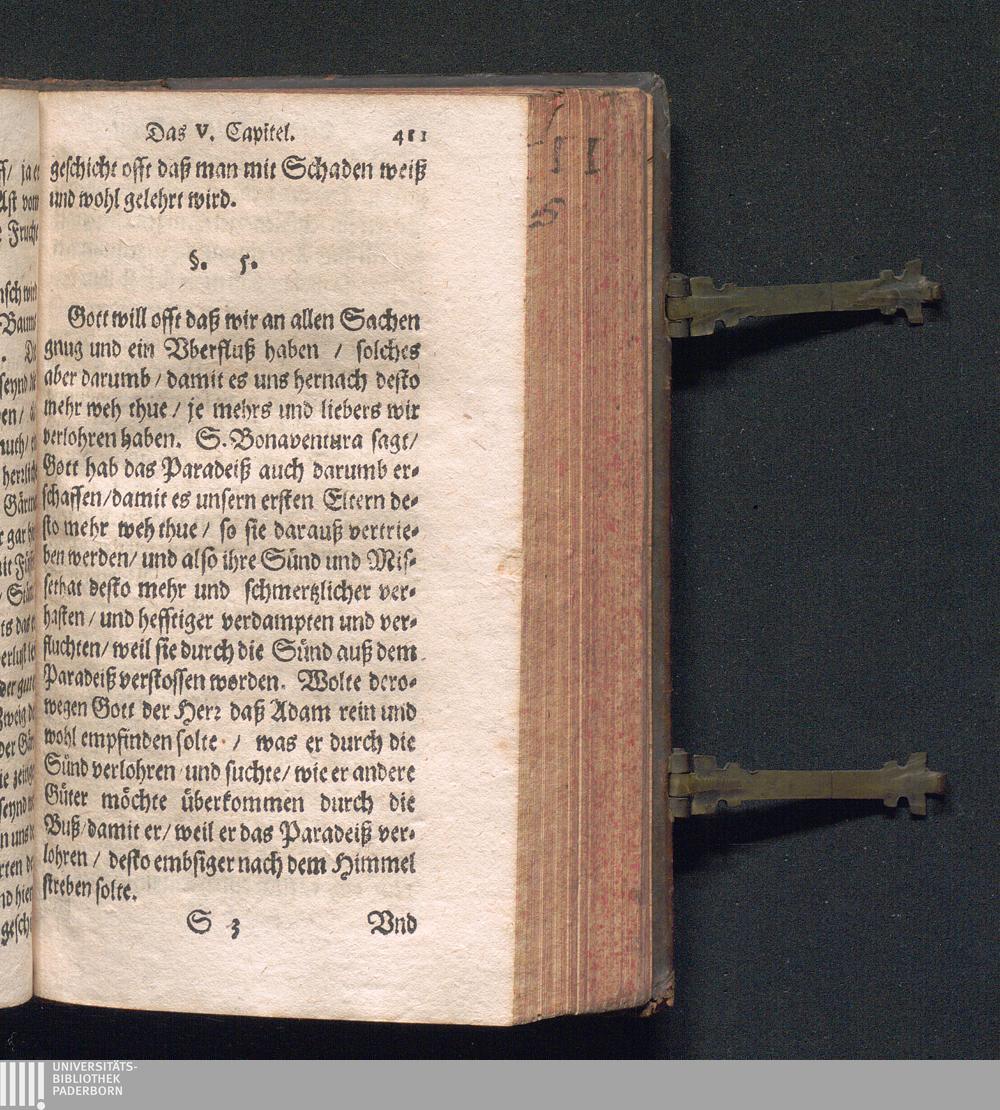 Das V. Capitel. 411
geschicht offt daß man mit Schaden weiß
und wohl gelehrt wird.
§. 5.
Gott will offt daß wir an allen Sachen
gnug und ein Vberfluß haben / solches
aber darumb / damit es uns hernach desto
mehr weh thue / je mehrs und liebers wir
verlohren haben. S. Bonaventura sagt /
Gott hab das Paradeiß auch darumb er-
schaffen / damit es unsern ersten Eltern de-
sto mehr weh thue / so sie darauß vertrie-
ben werden / und also ihre Sünd und Mis-
sethat desto mehr und schmertzlicher ver-
hasten / und hefftiger verdampten und ver-
fluchten / weil sie durch die Sünd auß dem
Paradeiß verstossen worden. Wolte dero-
wegen Gott der Herr daß Adam rein und
wohl empfinden solte / was er durch die
Sünd verlohren und suchte / wie er andere
Güter möchte überkommen durch die
Buß / damit er / weil er das Paradeiß ver-
lohren / desto embsiger nach dem Himmel
streben solte.
S 3 Vnd
UNIVERSITÄTS-
BIBLIOTHEK
PADERBORN